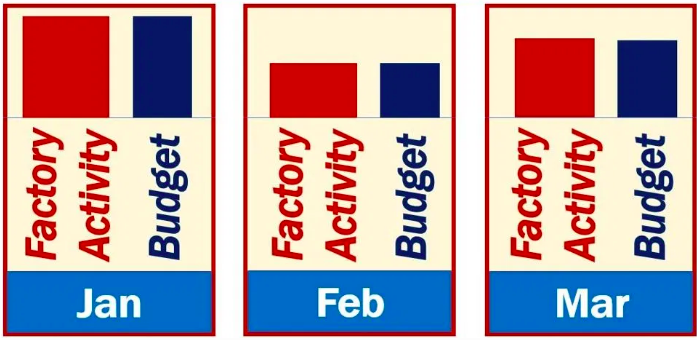 Factory
Activity
Budget
Jan
Factory
Activity
Budget
Feb
Factory
Activity
Budget
Mar